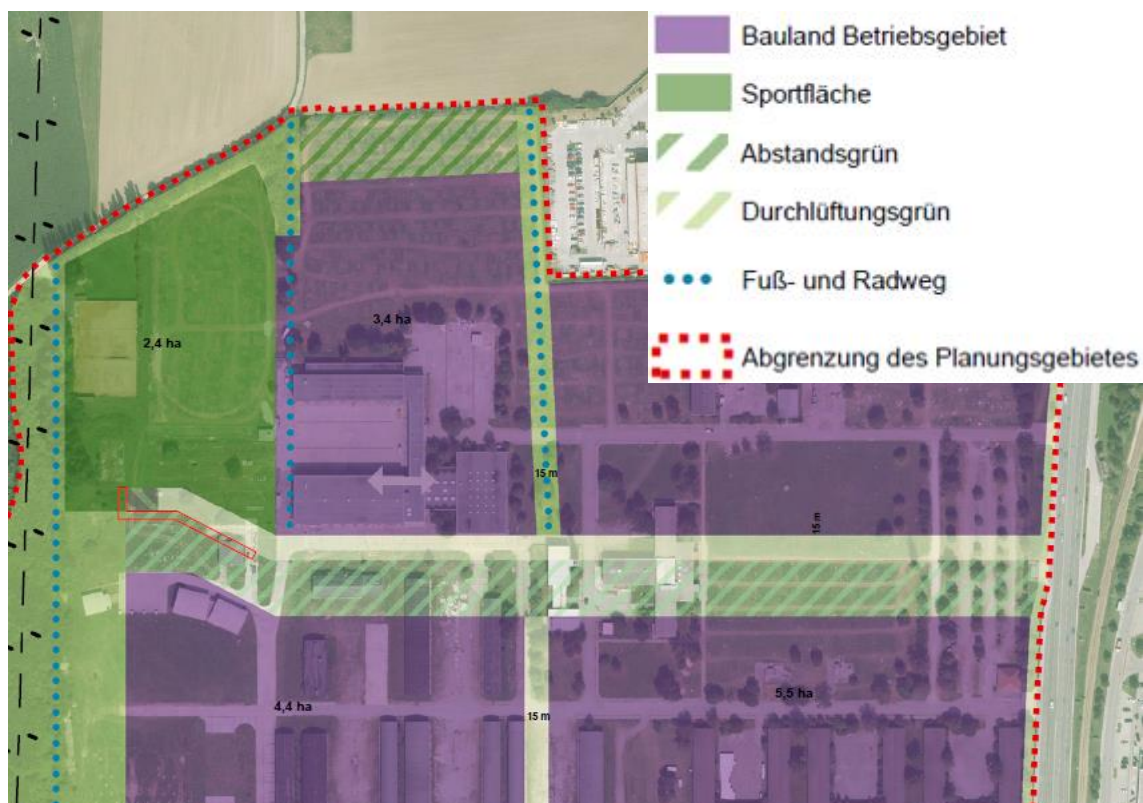 Bauland Betriebsgebiet
Sportfläche
Abstandsgrün
Durchlüftungsgrün
Fuß- und Radweg
Abgrenzung des Planungsgebietes
2,4 ha
3,4 ha
15 m
15 m
4,4 ha
15 m
5,5 ha